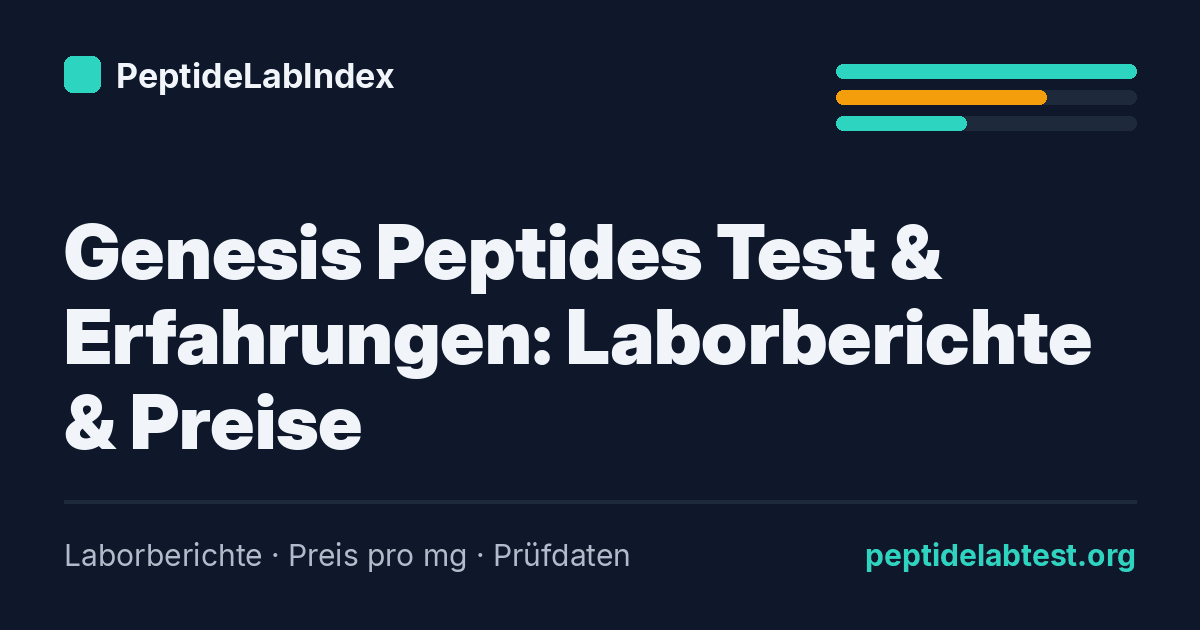 PeptideLabIndex
Genesis Peptides Test &
Erfahrungen: Laborberichte
& Preise
Laborberichte · Preis pro mg · Prüfdaten
peptidelabtest.org